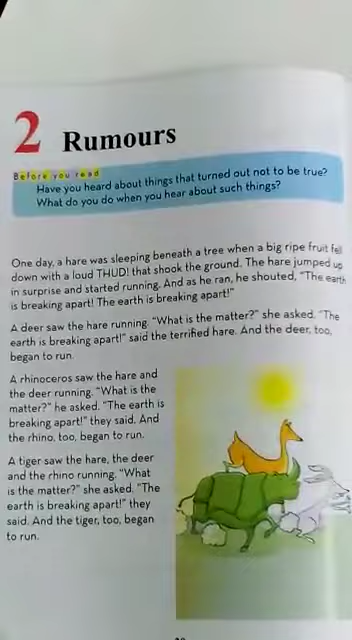 2 Rumours
Before you read
Have you heard about things that turned out not to be true?
What do you do when you hear about such things?
One day, a hare was sleeping beneath a tree when a big ripe fruit fell
down with a loud THUD! that shook the ground. The hare jumped up
in surprise and started running. And as he ran, he shouted, "The earth
is breaking apart! The earth is breaking apart!"
A deer saw the hare running. "What is the matter?" she asked. "The
earth is breaking apart!" said the terrified hare. And the deer, too,
began to run.
A rhinoceros saw the hare and
the deer running. "What is the
matter?" he asked. "The earth is
breaking apart!" they said. And
the rhino, too, began to run.
A tiger saw the hare, the deer
and the rhino running. "What
is the matter?" she asked. "The
earth is breaking apart!" they
said. And the tiger, too, began
to run.